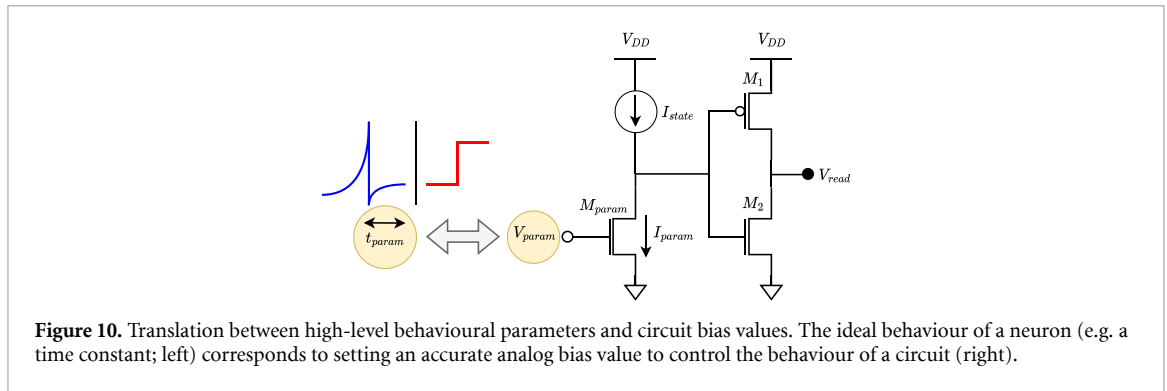 V_DD V_DD
M_1
I_state
V_read
M_param M_2
t_param V_param I_param
Figure 10. Translation between high-level behavioural parameters and circuit bias values. The ideal behaviour of a neuron (e.g. a
time constant; left) corresponds to setting an accurate analog bias value to control the behaviour of a circuit (right).